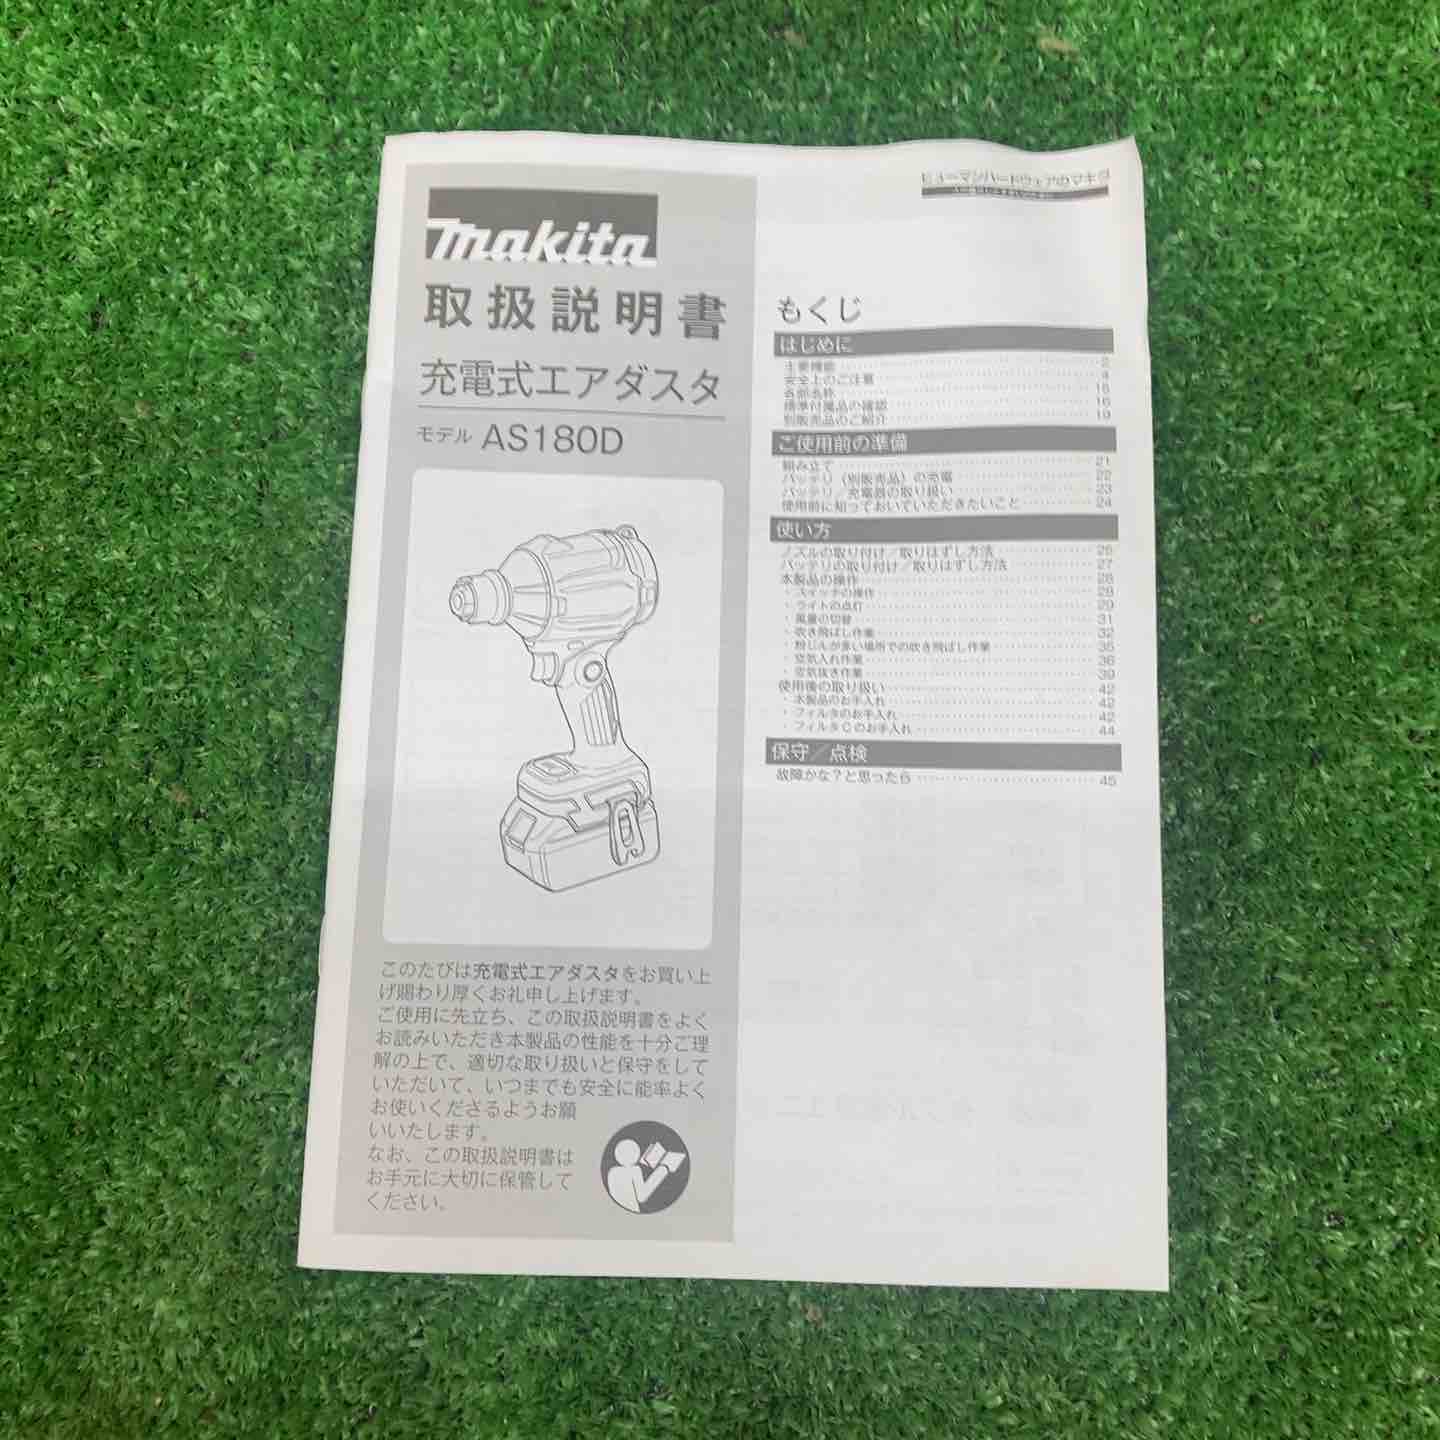 makita
取扱説明書
充電式エアダスタ
モデル AS180D
このたびは充電式エアダスタをお買い上
げ賜わり厚くお礼申し上げます。
ご使用に先立ち、この取扱説明書をよく
お読みいただき本製品の性能を十分ご理
解の上で、適切な取り扱いと保守をして
いただいて、いつまでも安全に能率よく
お使いくださるようお願
いいたします。
なお、この取扱説明書は
お手元に大切に保管して
ください。
ヒューマンハードウェアのマキタ
もくじ
はじめに
主要機能 2
安全上のご注意 4
各部名称
標準付属品の確認 16
別販売品のご紹介 19
ご使用前の準備
組み立て 21
バッテリ（別販売品）の充電 22
バッテリ／充電器の取り扱い 23
使用前に知っておいていただきたいこと 24
使い方
ノズルの取り付け／取りはずし方法 26
バッテリの取り付け／取りはずし方法 27
本製品の操作 28
・スイッチの操作 28
・ライトの点灯 29
・風量の切替 31
・吹き飛ばし作業 32
・粉じんが多い場所での吹き飛ばし作業 35
・空気入れ作業 36
・空気抜き作業 39
使用後の取り扱い 42
・本製品のお手入れ 42
・フィルタのお手入れ 42
・フィルタCのお手入れ 44
保守／点検
故障かな？と思ったら 45